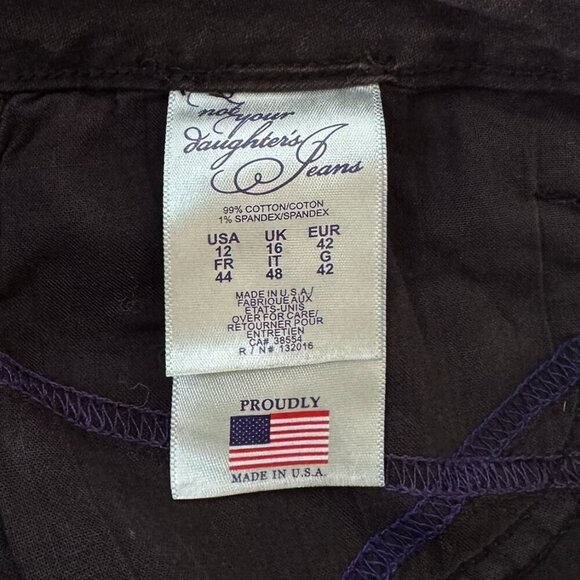 not your
daughter's
Jeans
99% COTTON/COTON
1% SPANDEX/SPANDEX
USA UK EUR
12 16 42
FR IT G
44 48 42
MADE IN U.S.A./
FABRIQUE AUX
ETATS-UNIS
OVER FOR CARE/
RETOURNER POUR
ENTRETIEN
CA# 38554
R / N# 132016
PROUDLY
MADE IN U.S.A.